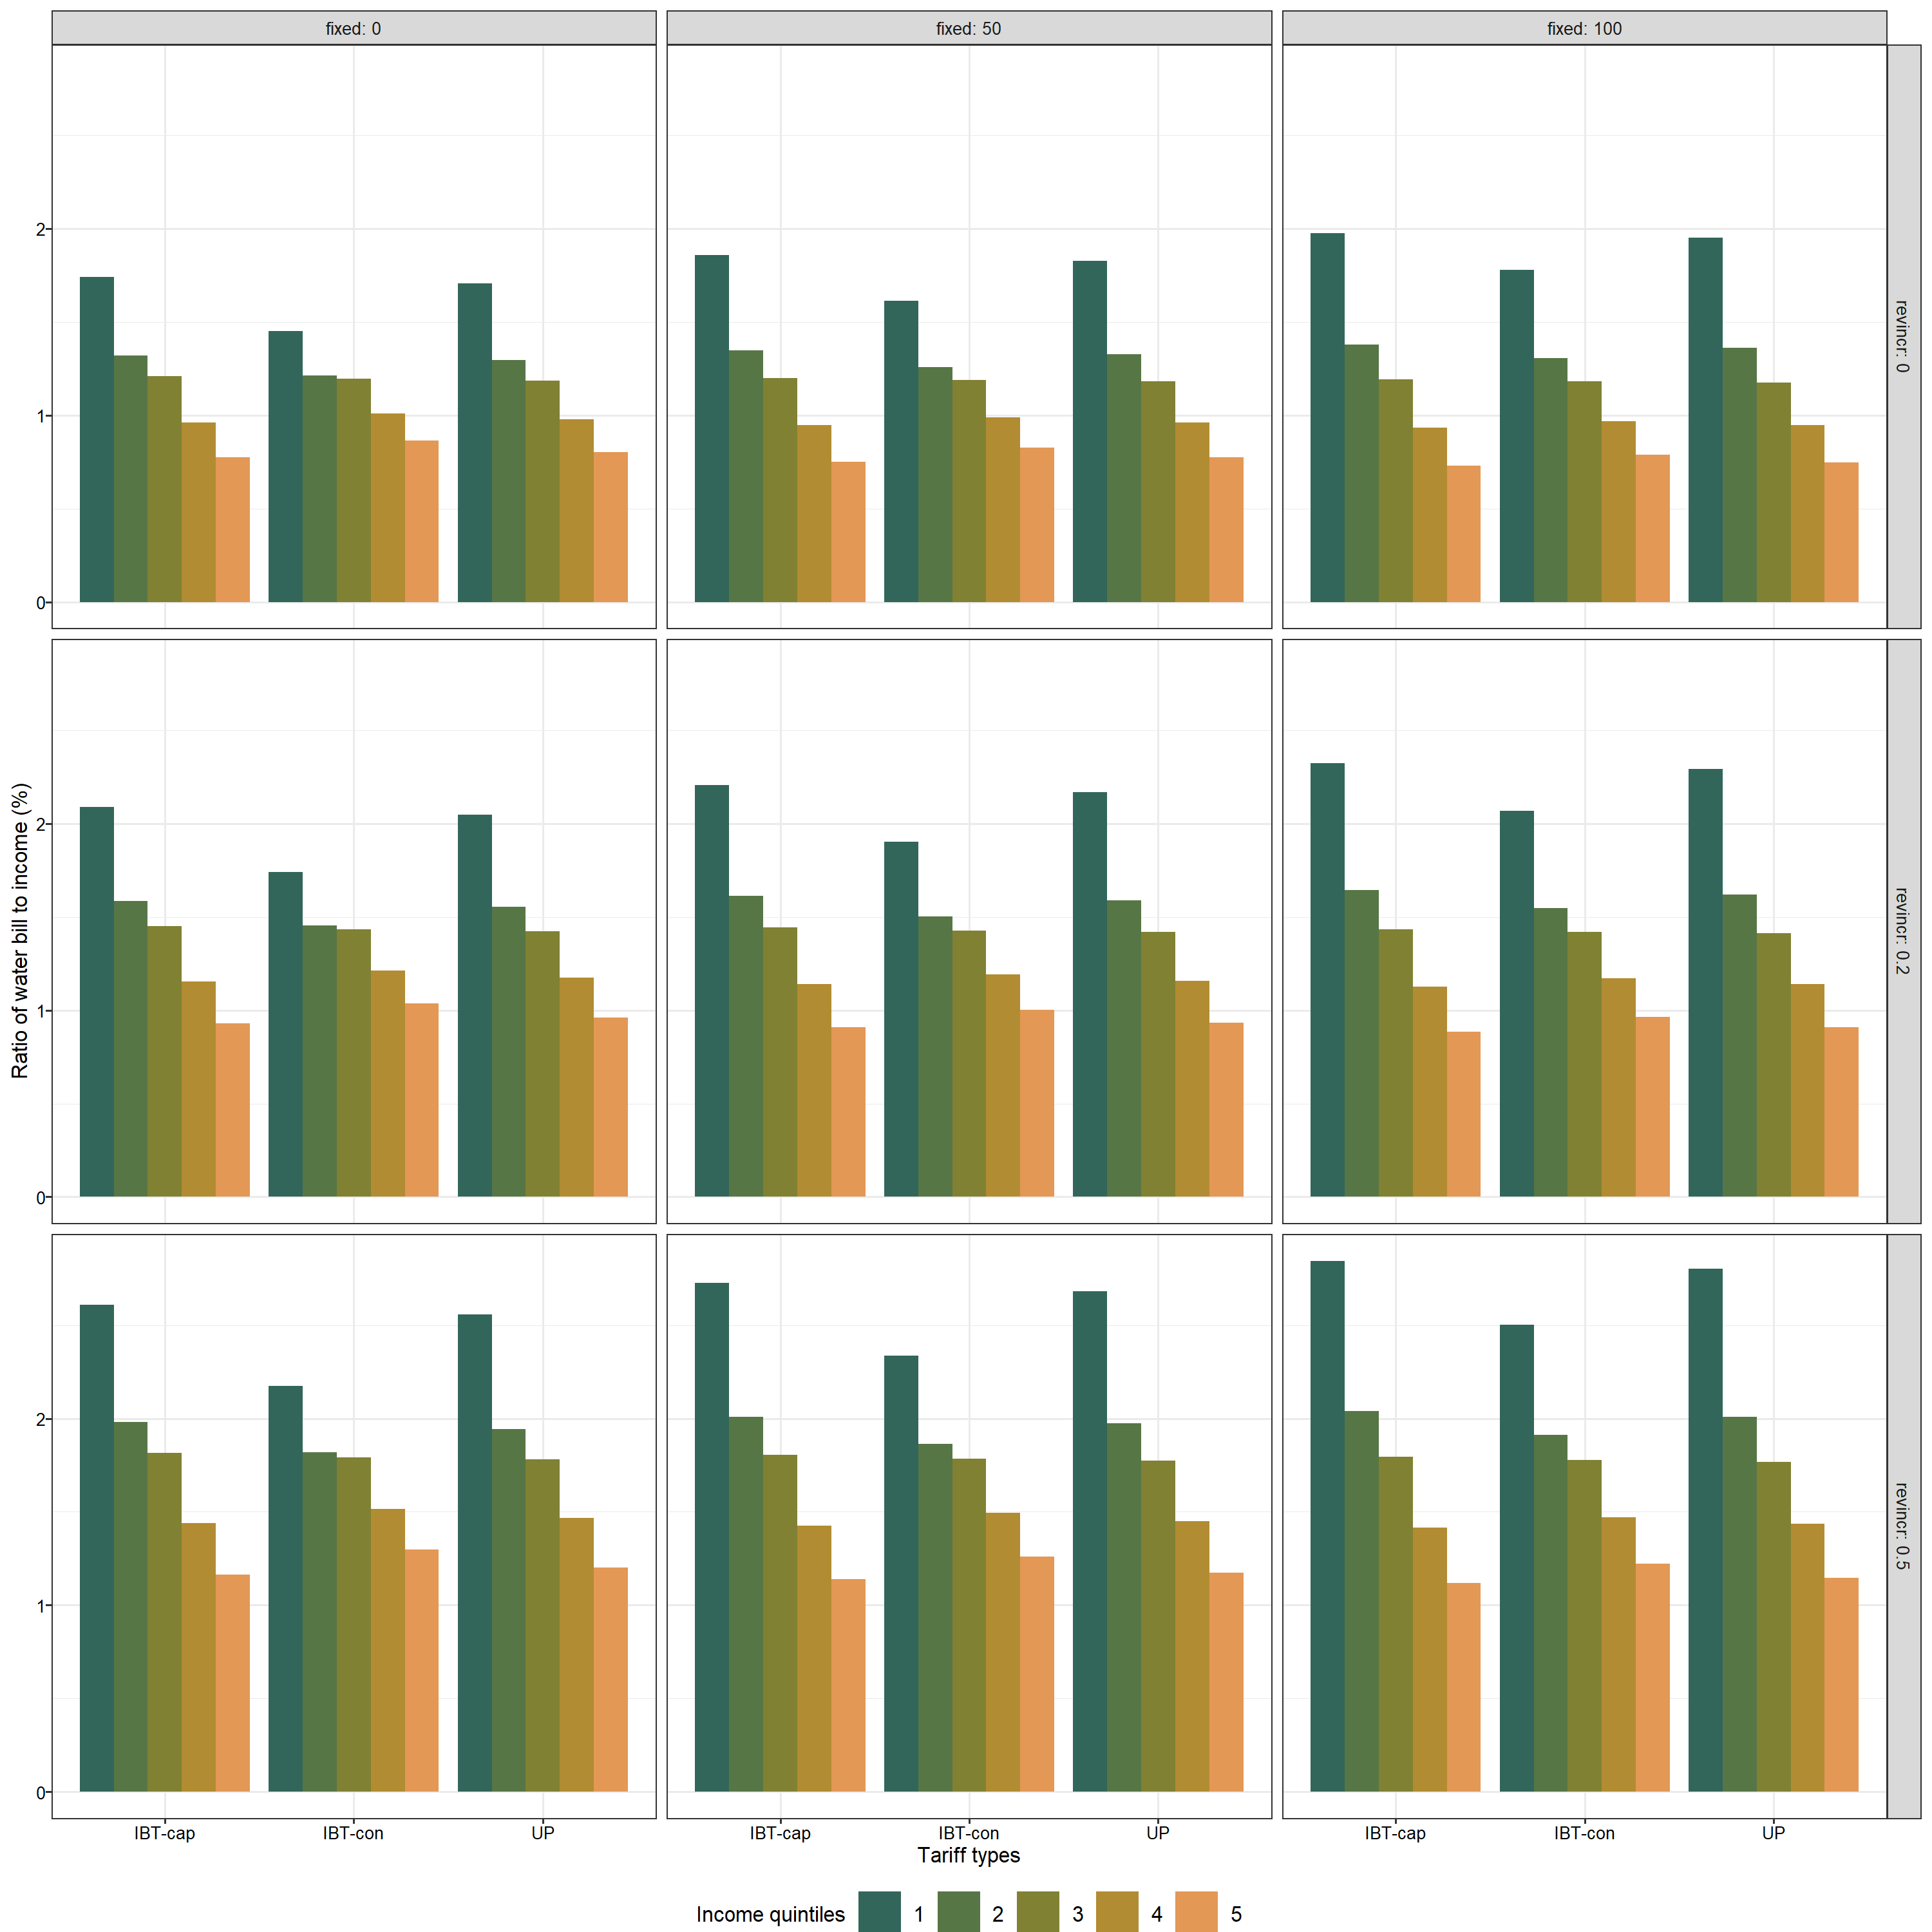 fixed: 0
fixed: 50
fixed: 100
2
1
0
revincr: 0
Ratio of water bill to income (%)
2
1
0
revincr: 0.2
2
1
0
revincr: 0.5
IBT-cap IBT-con UP
IBT-cap IBT-con UP
IBT-cap IBT-con UP
Tariff types
Income quintiles 1 2 3 4 5